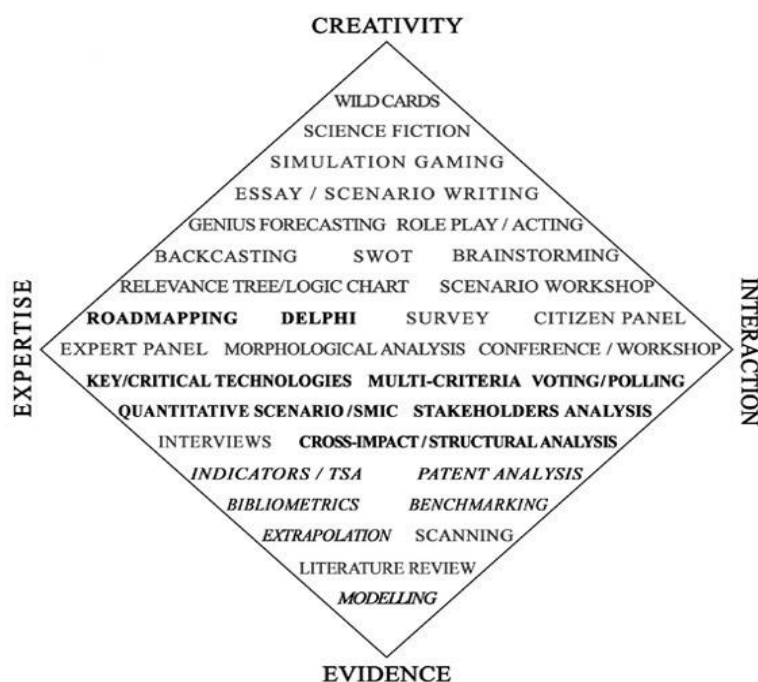 CREATIVITY
WILD CARDS
SCIENCE FICTION
SIMULATION GAMING
ESSAY / SCENARIO WRITING
GENIUS FORECASTING ROLE PLAY / ACTING
BACKCASTING SWOT BRAINSTORMING
RELEVANCE TREE/LOGIC CHART SCENARIO WORKSHOP
ROADMAPPING DELPHI SURVEY CITIZEN PANEL
EXPERT PANEL MORPHOLOGICAL ANALYSIS CONFERENCE / WORKSHOP
KEY/CRITICAL TECHNOLOGIES MULTI-CRITERIA VOTING/POLLING
QUANTITATIVE SCENARIO/SMIC STAKEHOLDERS ANALYSIS
INTERVIEWS CROSS-IMPACT/STRUCTURAL ANALYSIS
INDICATORS / TSA PATENT ANALYSIS
BIBLIOMETRICS BENCHMARKING
EXTRAPOLATION SCANNING
LITERATURE REVIEW
MODELLING
EVIDENCE
EXPERTISE
INTERACTION